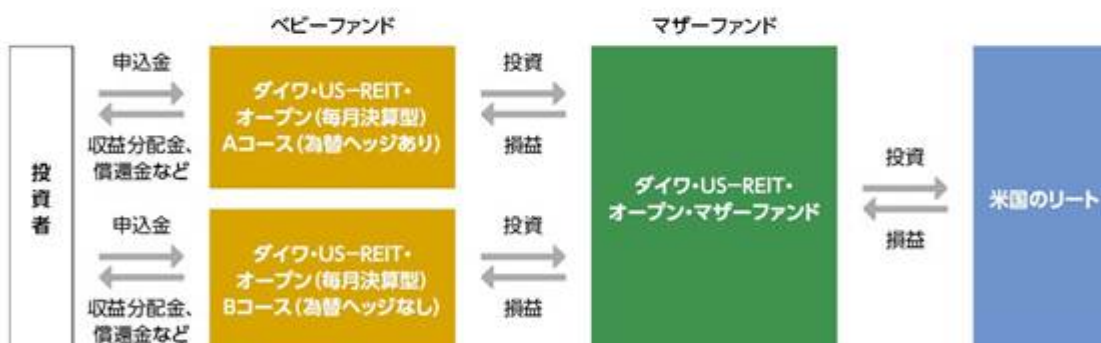 ベビーファンド
マザーファンド
投資者
申込金
収益分配金、
償還金など
ダイワ・US-REIT・
オープン(毎月決算型)
Aコース(為替ヘッジあり)
投資
損益
申込金
収益分配金、
償還金など
ダイワ・US-REIT・
オープン(毎月決算型)
Bコース(為替ヘッジなし)
投資
損益
ダイワ・US-REIT・
オープン・マザーファンド
投資
損益
米国のリート